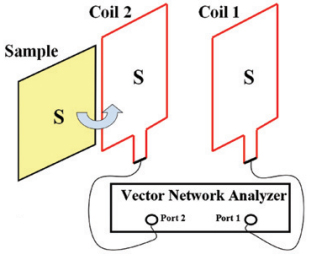 Coil 2 Coil 1
Sample
S S
S
Vector Network Analyzer
Port 2 Port 1